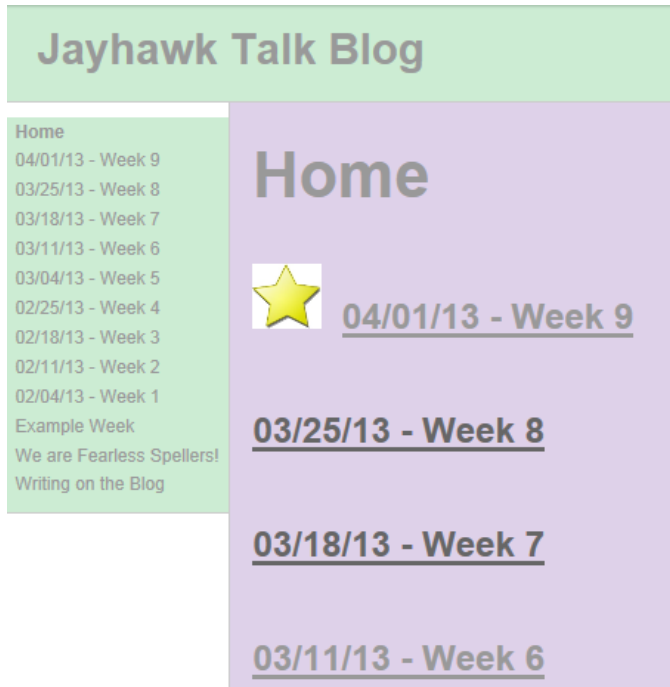 Jayhawk Talk Blog
Home
04/01/13 - Week 9
03/25/13 - Week 8
03/18/13 - Week 7
03/11/13 - Week 6
03/04/13 - Week 5
02/25/13 - Week 4
02/18/13 - Week 3
02/11/13 - Week 2
02/04/13 - Week 1
Example Week
We are Fearless Spellers!
Writing on the Blog
Home
04/01/13 - Week 9
03/25/13 - Week 8
03/18/13 - Week 7
03/11/13 - Week 6